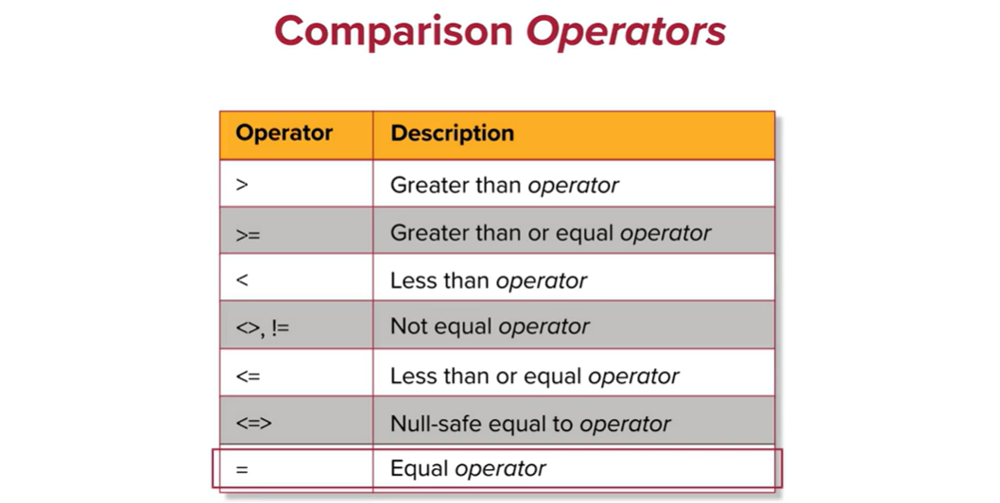 Comparison Operators
Operator Description
> Greater than operator
>= Greater than or equal operator
< Less than operator
<>, != Not equal operator
<= Less than or equal operator
<=> Null-safe equal to operator
= Equal operator